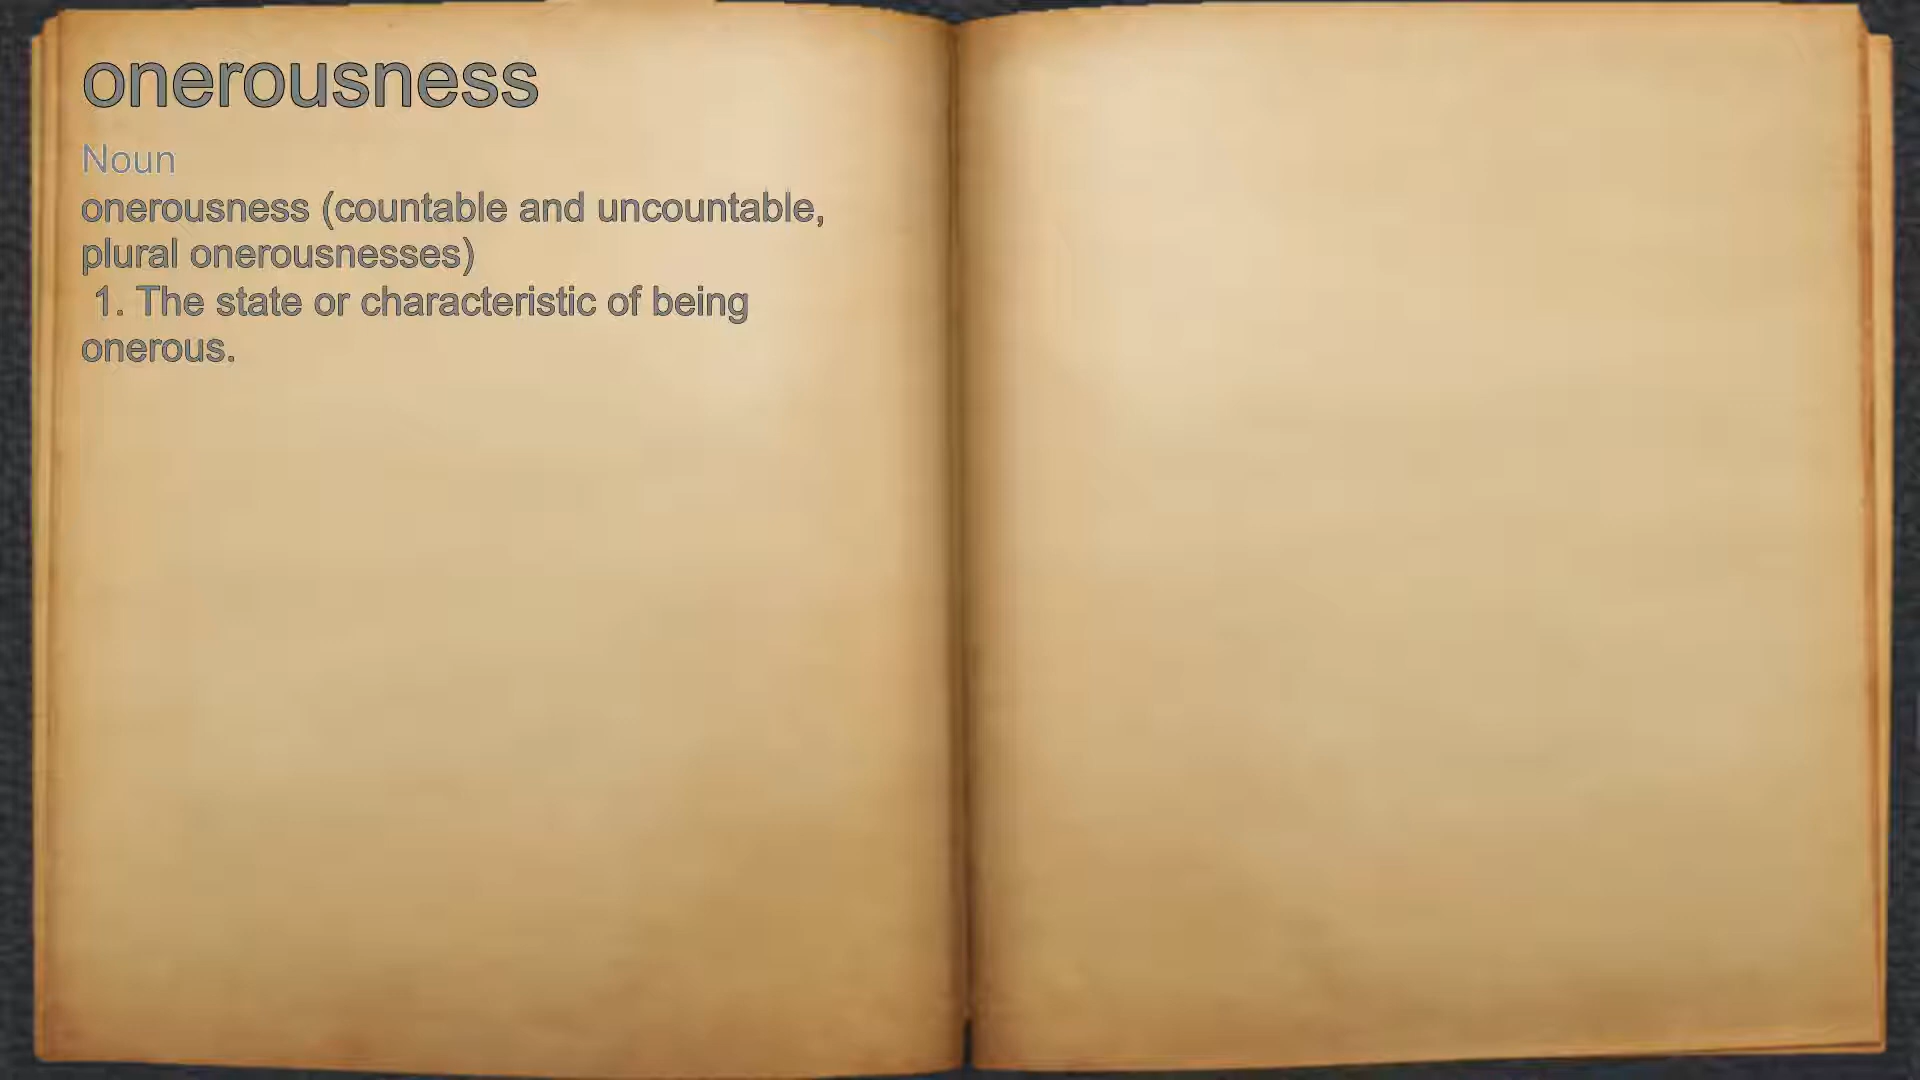 onerousness
Noun
onerousness (countable and uncountable,
plural onerousnesses)
1. The state or characteristic of being
onerous.